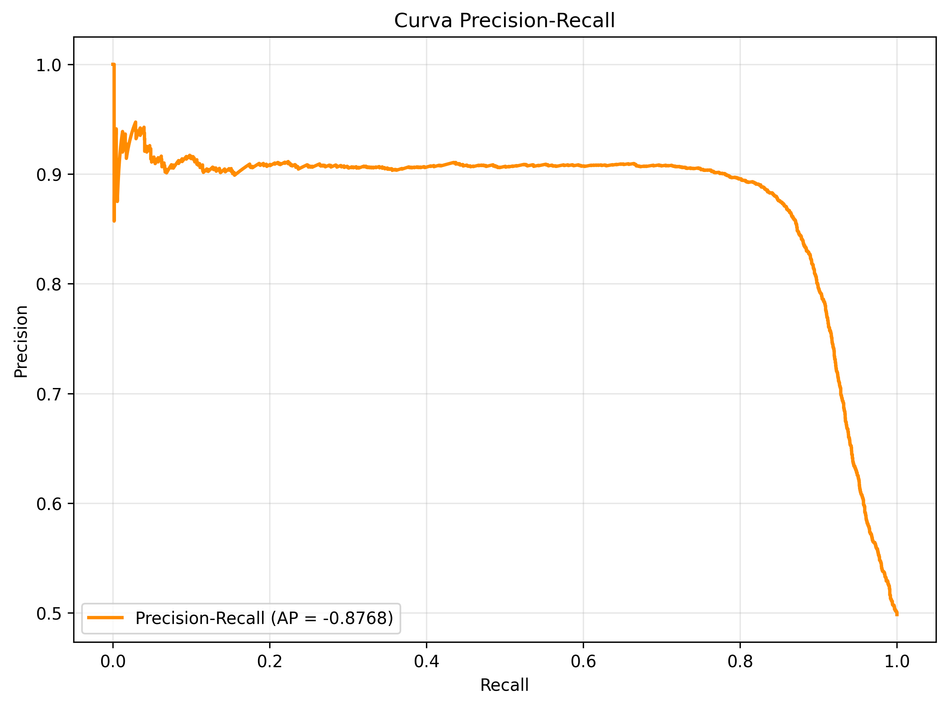 Curva Precision-Recall
Precision
1.0
0.9
0.8
0.7
0.6
0.5
Precision-Recall (AP = -0.8768)
0.0 0.2 0.4 0.6 0.8 1.0
Recall